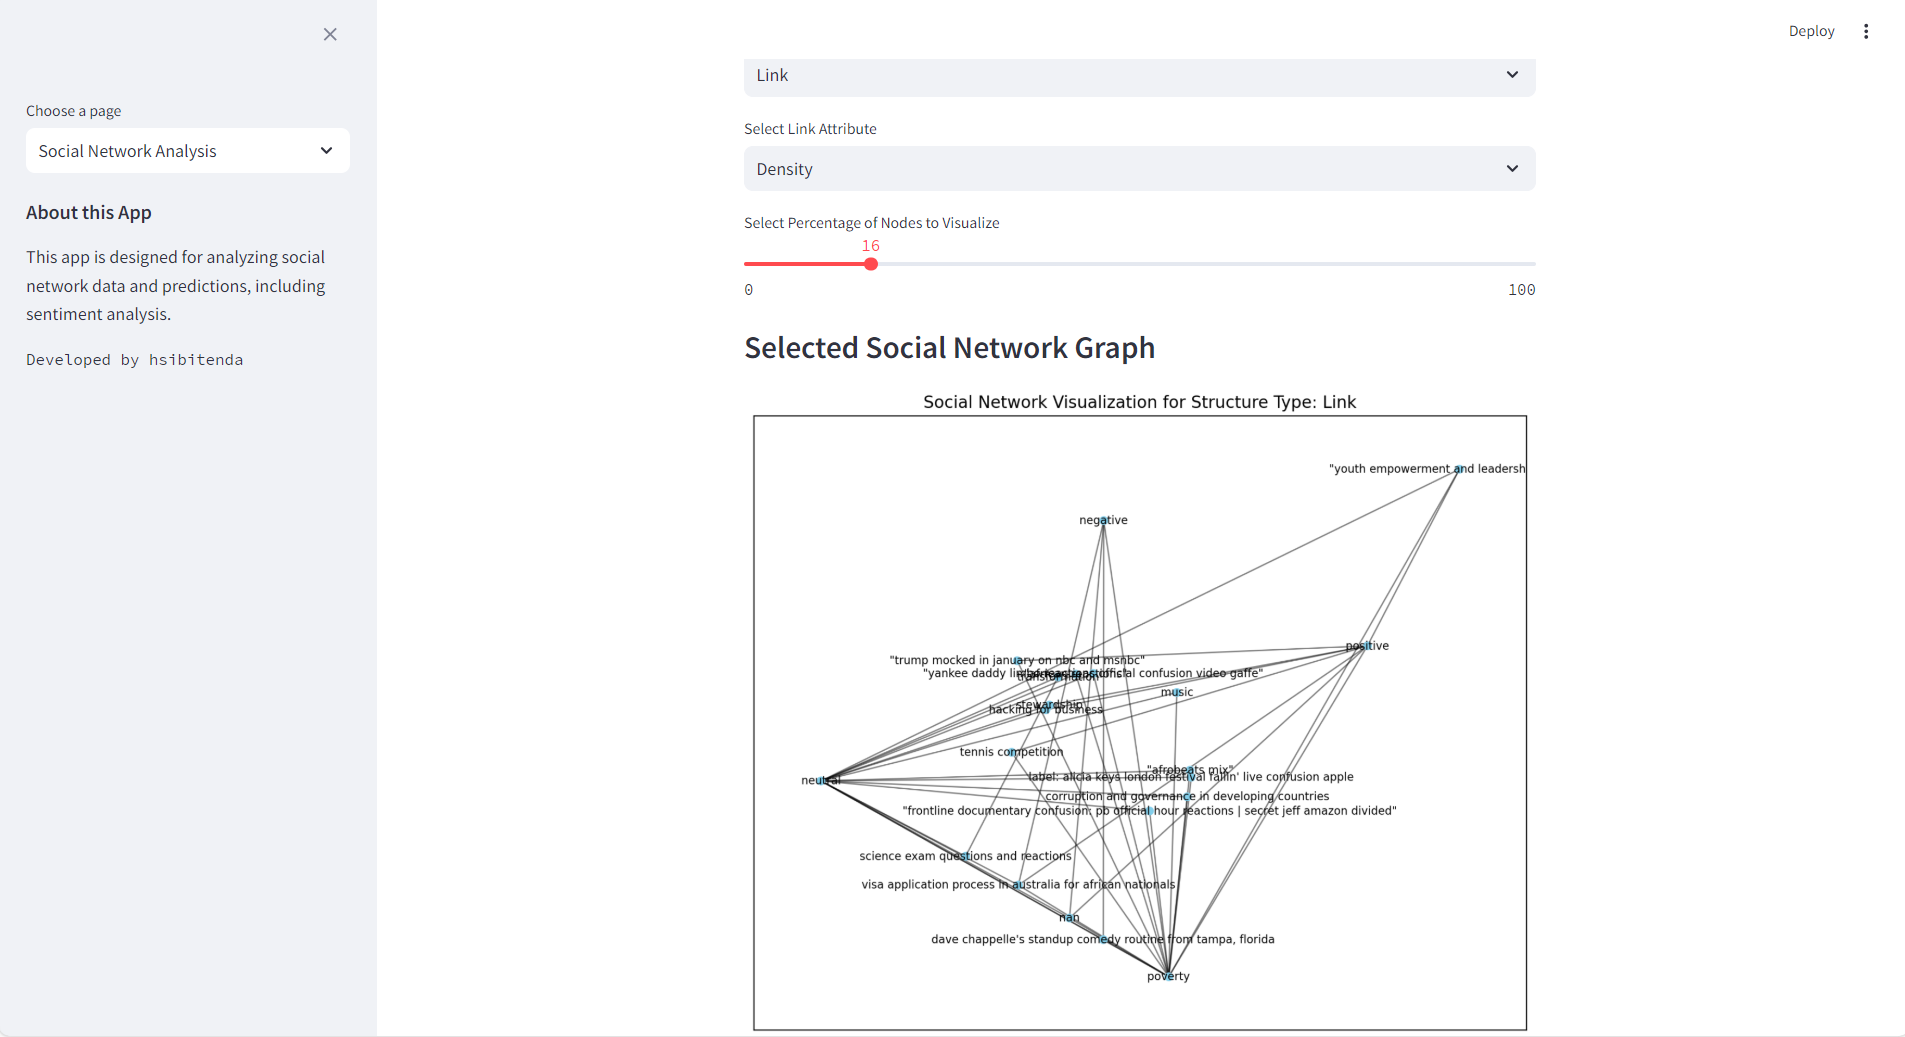 Deploy
Choose a page
Social Network Analysis
About this App
This app is designed for analyzing social
network data and predictions, including
sentiment analysis.
Developed by hsibitenda
Link
Select Link Attribute
Density
Select Percentage of Nodes to Visualize
16
0
100
Selected Social Network Graph
Social Network Visualization for Structure Type: Link
"youth empowerment and leadersh
negative
positive
"trump mocked in january on nbc and msnbc"
"yankee daddy official confusion video gaffe"
transformation
music
stewardship
hacking for business
tennis competition
"afrobeats mix"
neutral
label: alicia keys london festival fallin' live confusion apple
corruption and governance in developing countries
"frontline documentary confusion: pb official hour reactions | secret jeff amazon divided"
science exam questions and reactions
visa application process in australia for african nationals
nan
dave chappelle's standup comedy routine from tampa, florida
poverty